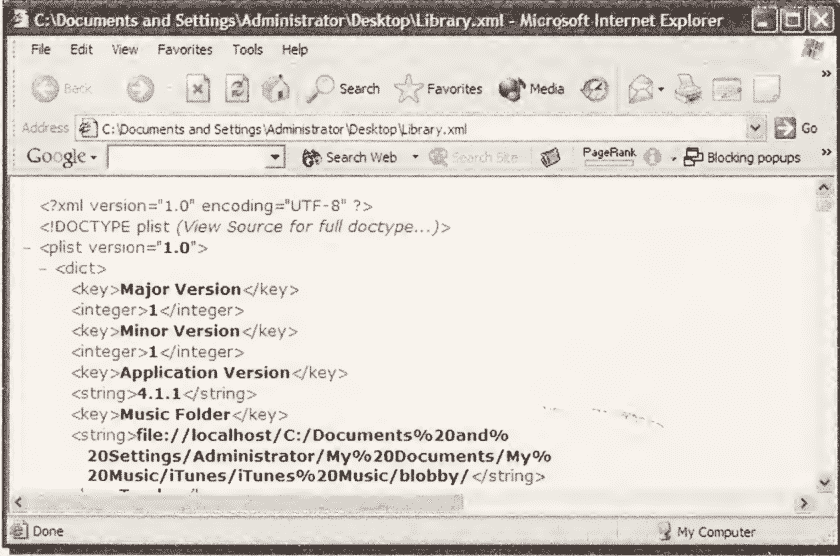 C:\Documents and Settings\Administrator\Desktop\Library.xml - Microsoft Internet Explorer
File Edit View Favorites Tools Help
Back Search Favorites Media »
Address C:\Documents and Settings\Administrator\Desktop\Library.xml Go
Google Search Web Search Site PageRank Blocking popups »
<?xml version="1.0" encoding="UTF-8" ?>
<!DOCTYPE plist (View Source for full doctype...)>
- <plist version="1.0">
- <dict>
<key>Major Version</key>
<integer>1</integer>
<key>Minor Version</key>
<integer>1</integer>
<key>Application Version</key>
<string>4.1.1</string>
<key>Music Folder</key>
<string>file://localhost/C:/Documents%20and%
20Settings/Administrator/My%20Documents/My%
20Music/iTunes/iTunes%20Music/blobby/</string>
Done My Computer